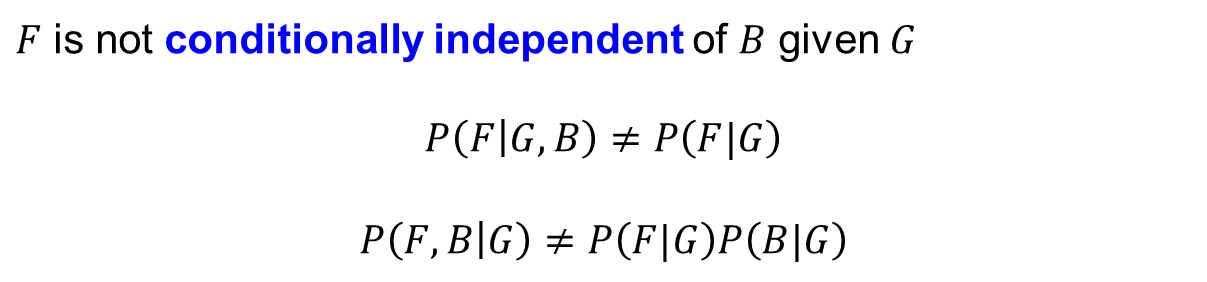 F is not conditionally independent of B given G
P(F|G, B) ≠ P(F|G)
P(F, B|G) ≠ P(F|G)P(B|G)